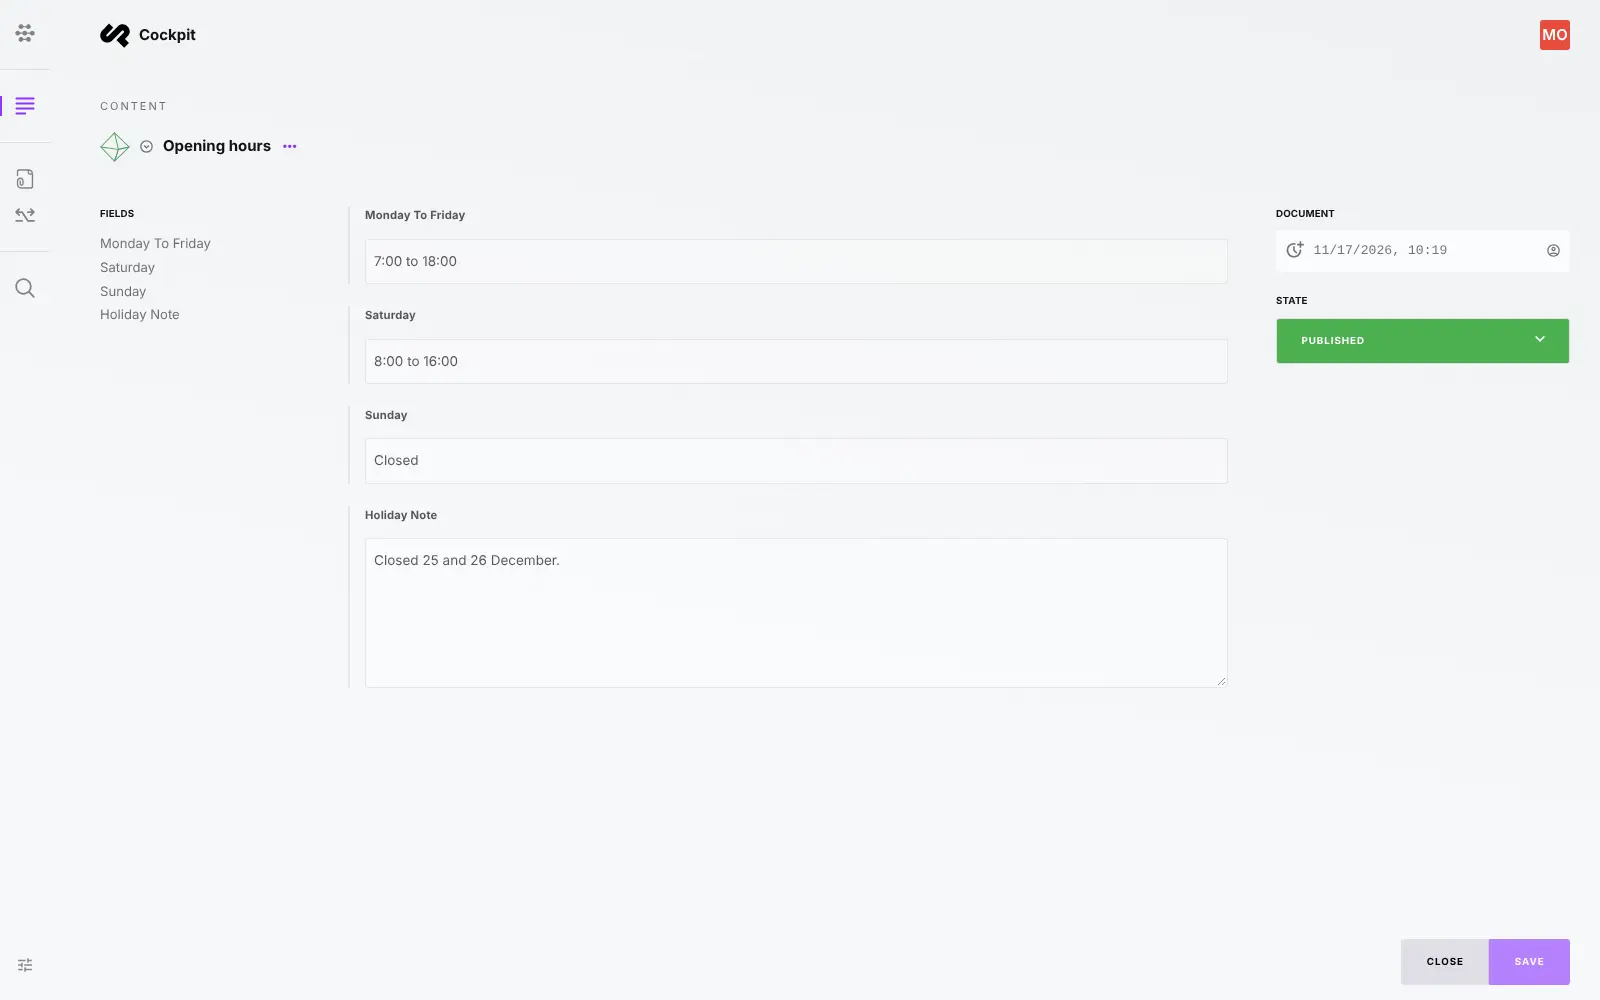 Cockpit
MO
CONTENT
Opening hours
FIELDS
Monday To Friday
Saturday
Sunday
Holiday Note
Monday To Friday
7:00 to 18:00
Saturday
8:00 to 16:00
Sunday
Closed
Holiday Note
Closed 25 and 26 December.
DOCUMENT
11/17/2026, 10:19
STATE
PUBLISHED
CLOSE
SAVE